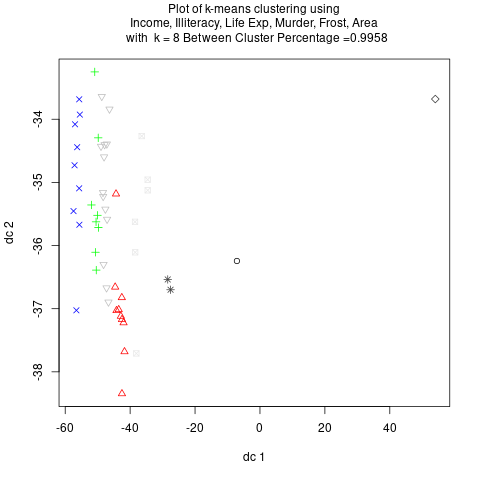 Plot of k-means clustering using
Income, Illiteracy, Life Exp, Murder, Frost, Area
with k = 8 Between Cluster Percentage =0.9958
-34
-35
-36
-37
-38
dc 2
-60
-40
-20
0
20
40
dc 1